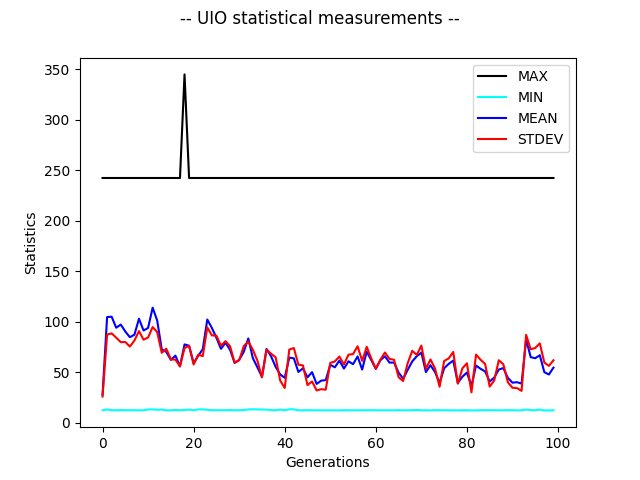 -- UIO statistical measurements --
MAX
MIN
MEAN
STDEV
Statistics
350
300
250
200
150
100
50
0
0 20 40 60 80 100
Generations